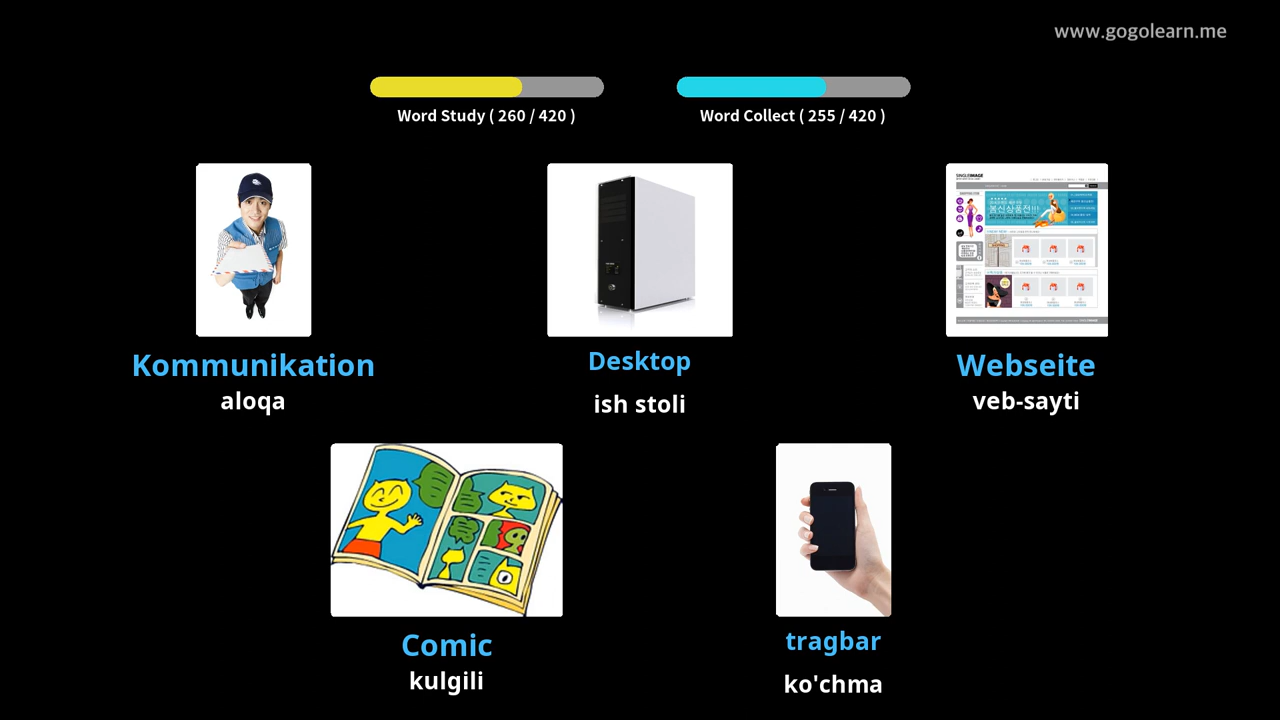 www.gogolearn.me
Word Study ( 260 / 420 )
Word Collect ( 255 / 420 )
Kommunikation
aloqa
Desktop
ish stoli
Webseite
veb-sayti
Comic
kulgili
tragbar
ko'chma